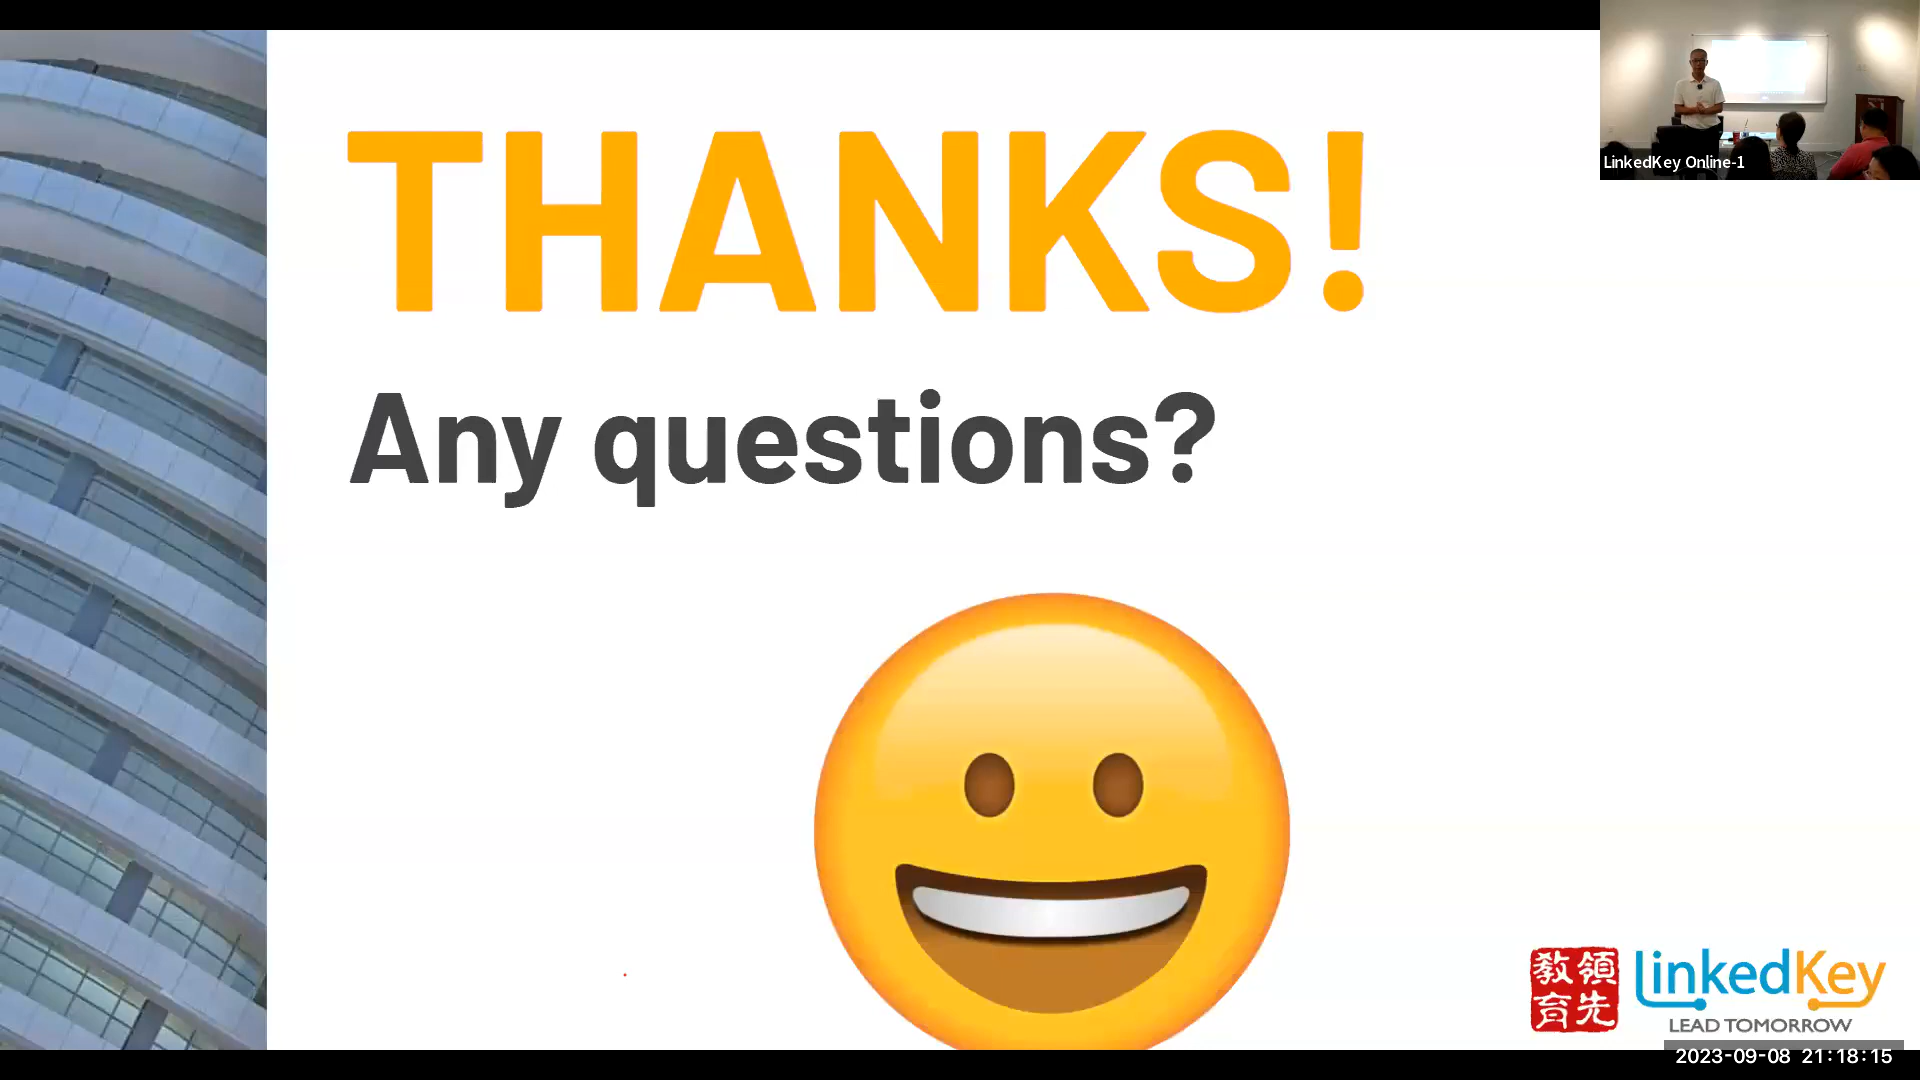 THANKS!
Any questions?
LinkedKey Online-1
教領
育先
LinkedKey
LEAD TOMORROW
2023-09-08 21:18:15